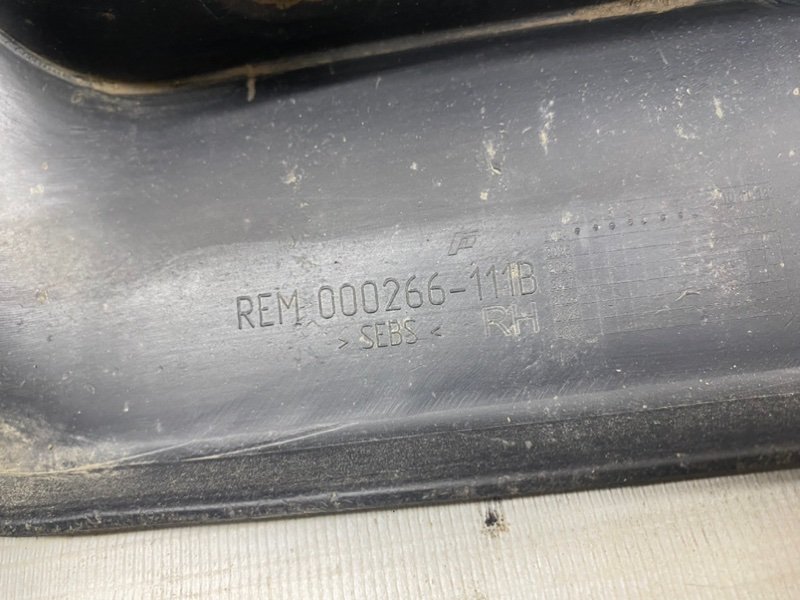 REM 000266-111B
> SEBS <
RH